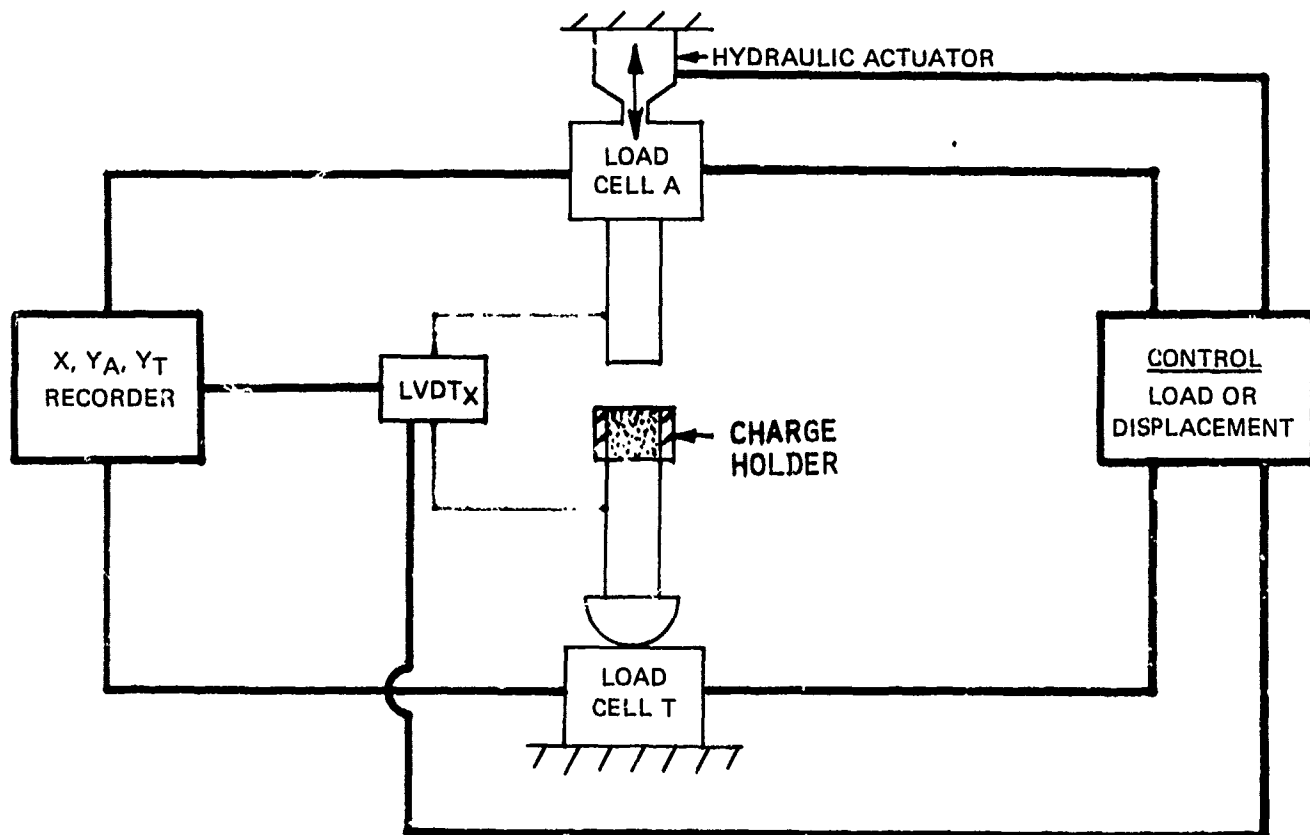 HYDRAULIC ACTUATOR
LOAD
CELL A
X, YA, YT
RECORDER
LVDTX
CONTROL
LOAD OR
DISPLACEMENT
CHARGE
HOLDER
LOAD
CELL T